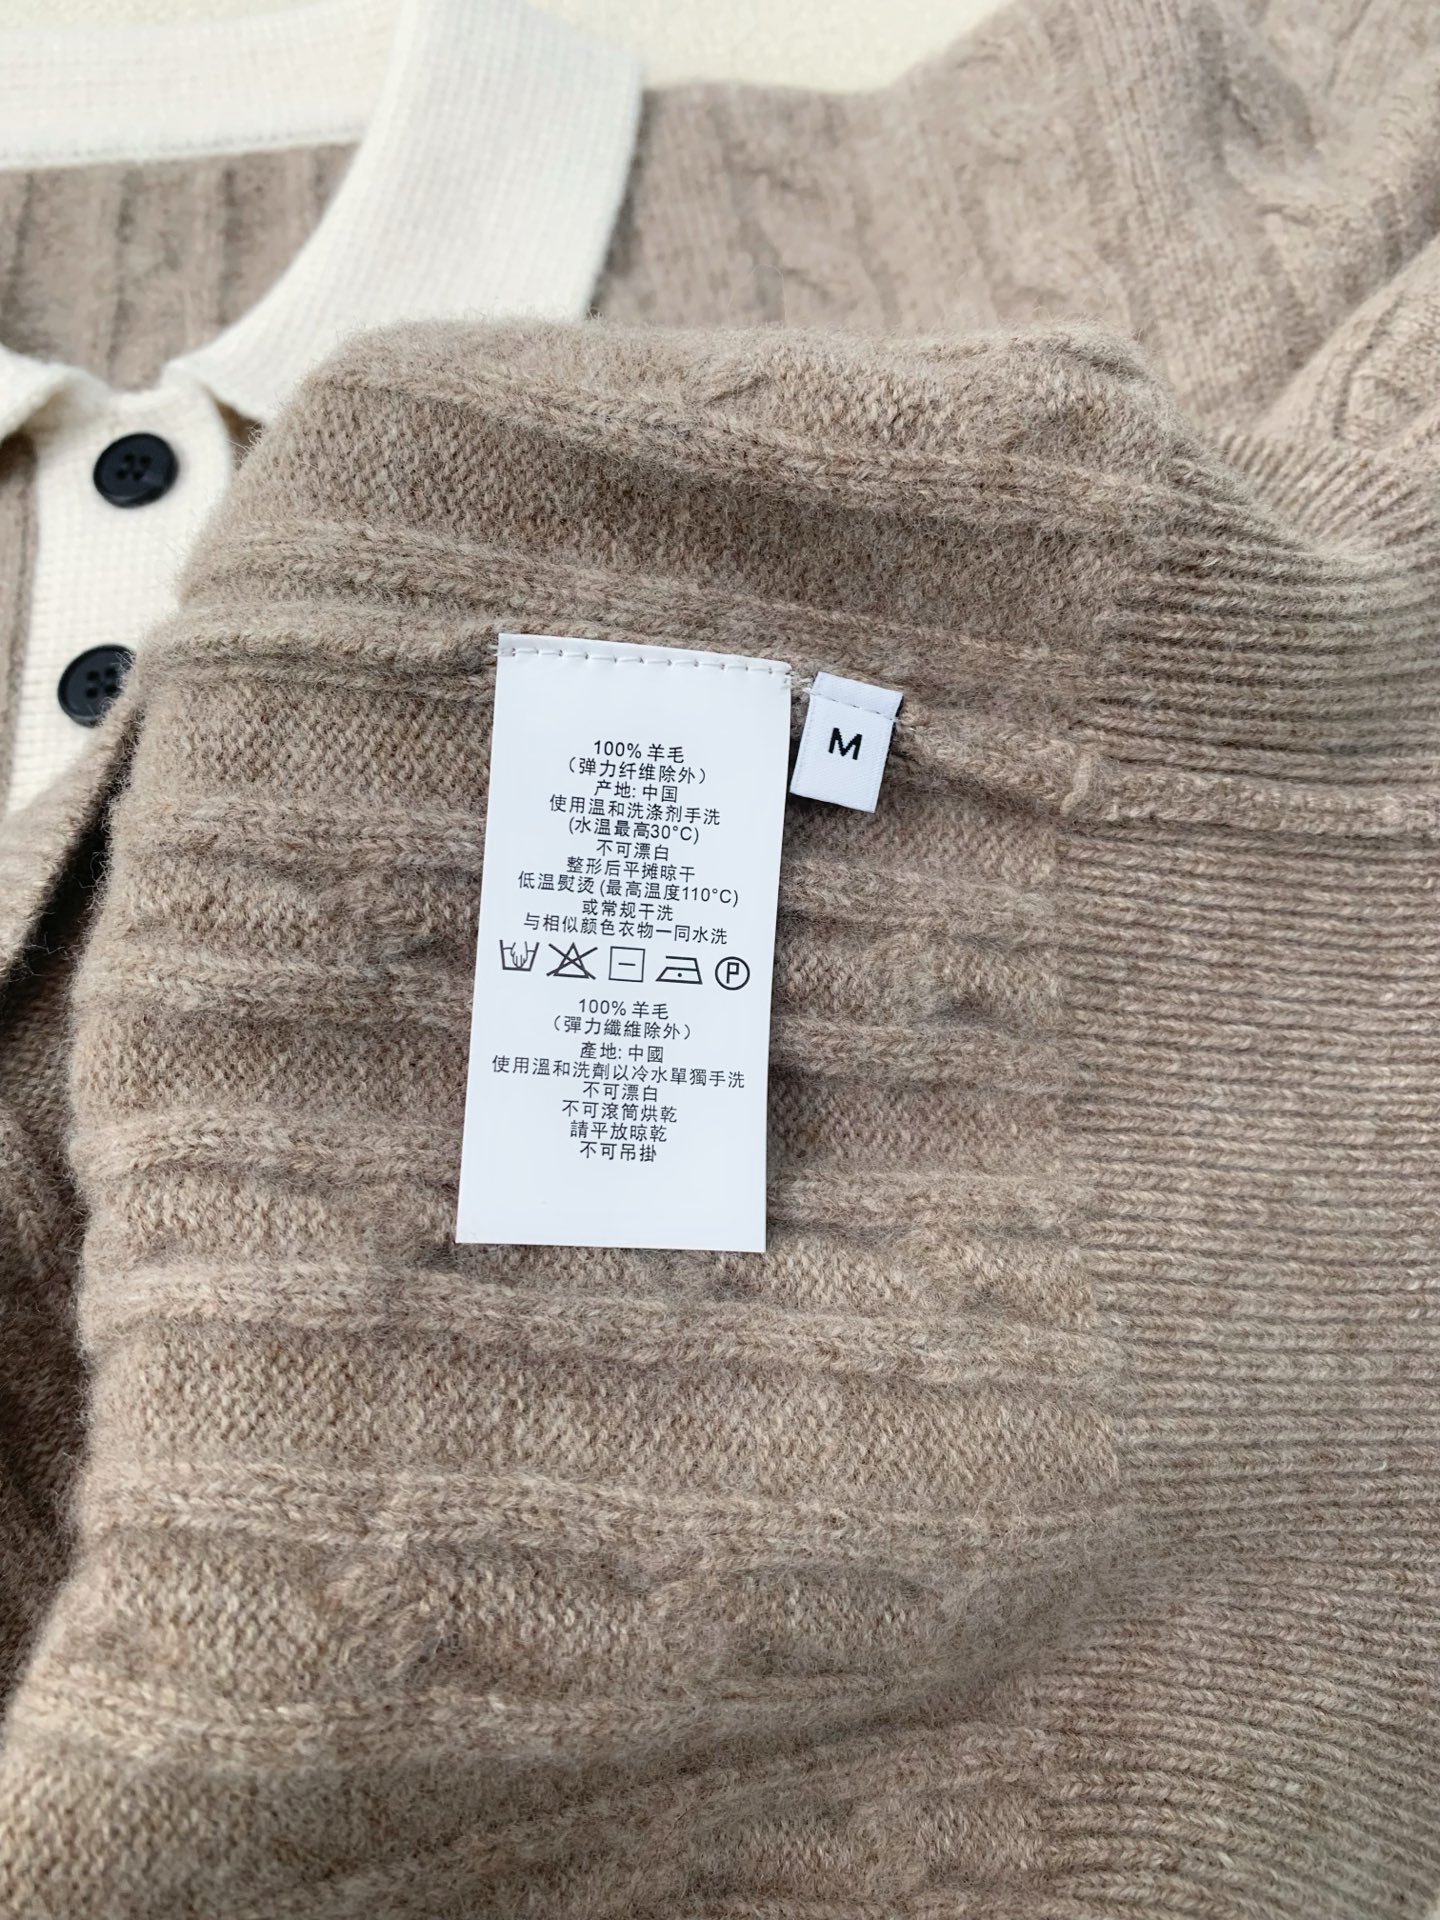 100% 羊毛
（弹力纤维除外）
产地: 中国
使用温和洗涤剂手洗
(水温最高30°C)
不可漂白
整形后平摊晾干
低温熨烫 (最高温度110°C)
或常规干洗
与相似颜色衣物一同水洗
P
100% 羊毛
（彈力纖維除外）
產地: 中國
使用溫和洗劑以冷水單獨手洗
不可漂白
不可滾筒烘乾
請平放晾乾
不可吊掛
M